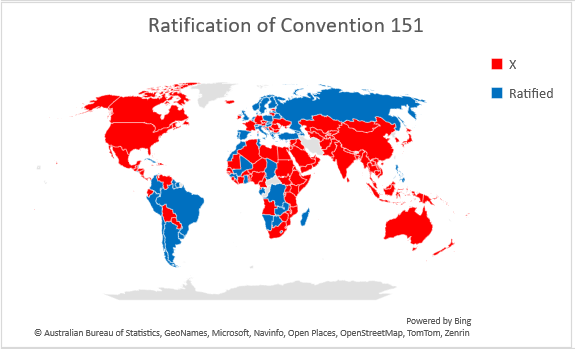 Ratification of Convention 151
X
Ratified
Powered by Bing
© Australian Bureau of Statistics, GeoNames, Microsoft, Navinfo, Open Places, OpenStreetMap, TomTom, Zenrin